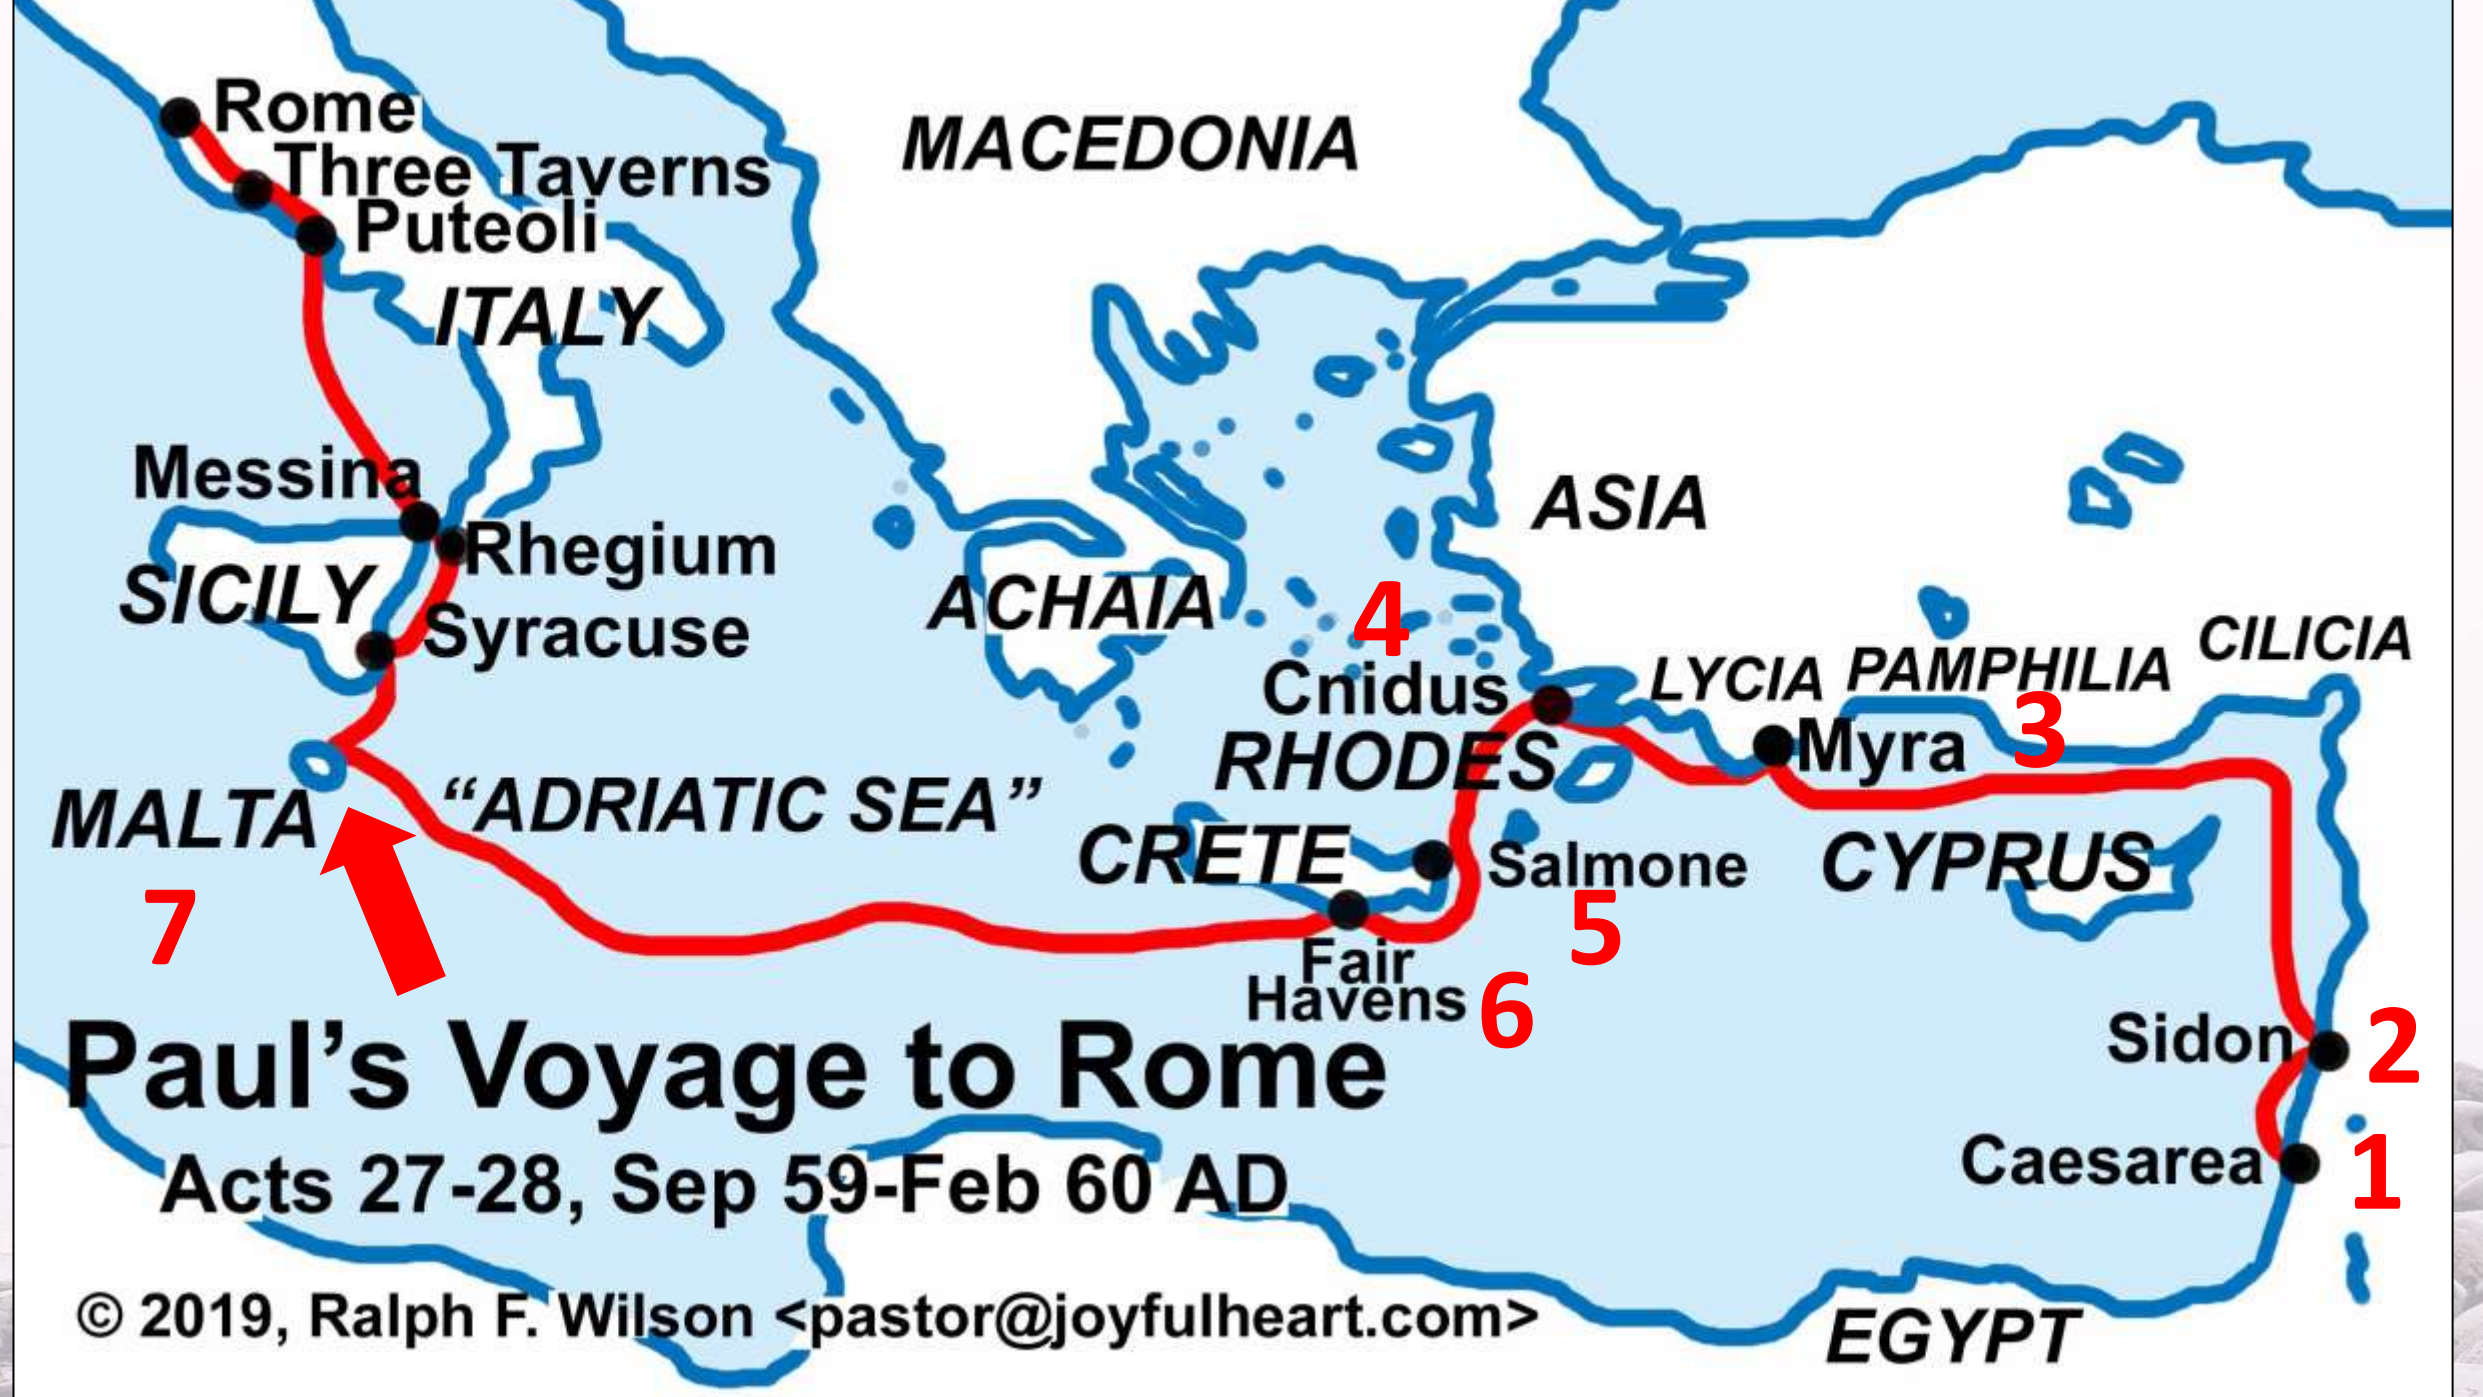 Rome
MACEDONIA
Three Taverns
Puteoli
ITALY
Messina
ASIA
Rhegium
SICILY
ACHAIA
4
CILICIA
Syracuse
LYCIA
PAMPHILIA
Cnidus
3
Myra
RHODES
MALTA
“ADRIATIC SEA”
CRETE
Salmone
CYPRUS
7
5
Fair
Havens
6
Sidon
2
Paul’s Voyage to Rome
Caesarea
1
Acts 27-28, Sep 59-Feb 60 AD
© 2019, Ralph F. Wilson <pastor@joyfulheart.com>
EGYPT